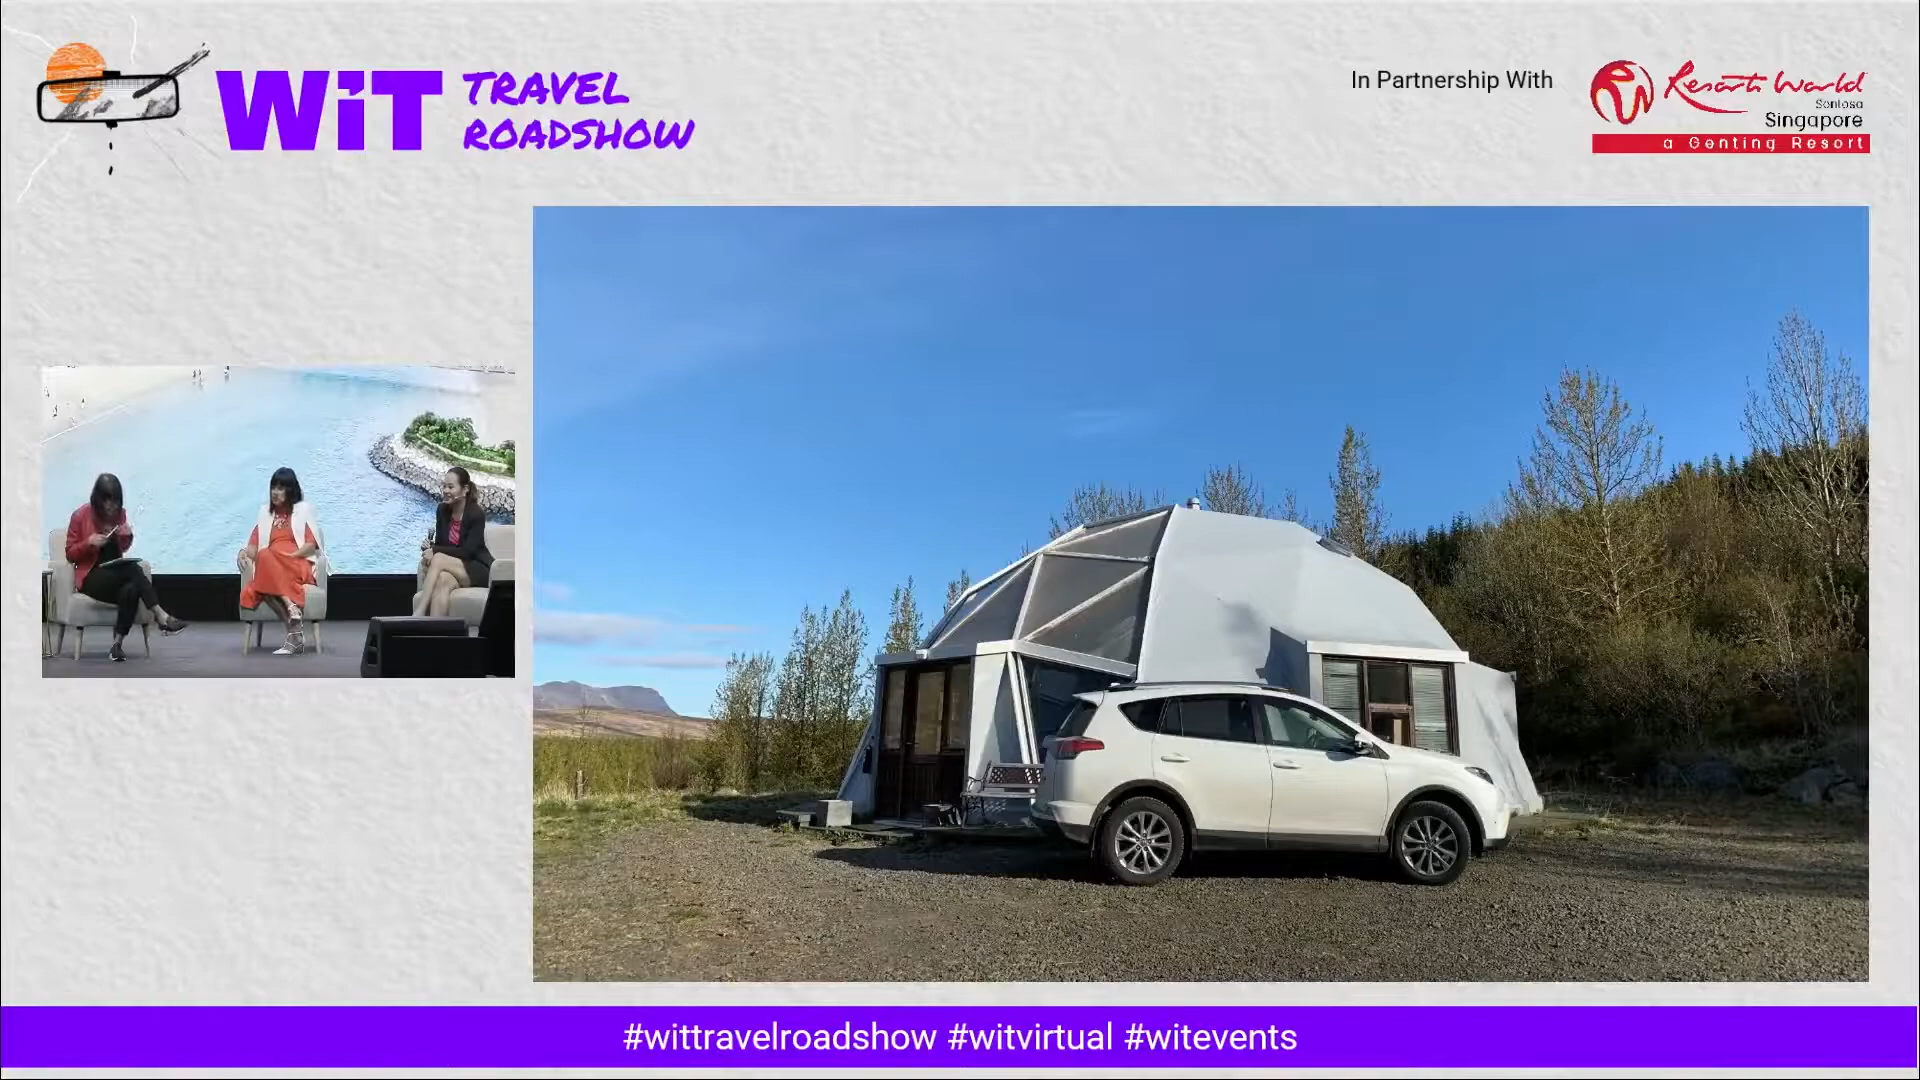 WiT TRAVEL
ROADSHOW
In Partnership With
Resorts World
Sentosa
Singapore
a Genting Resort
#wittravelroadshow #witvirtual #witevents